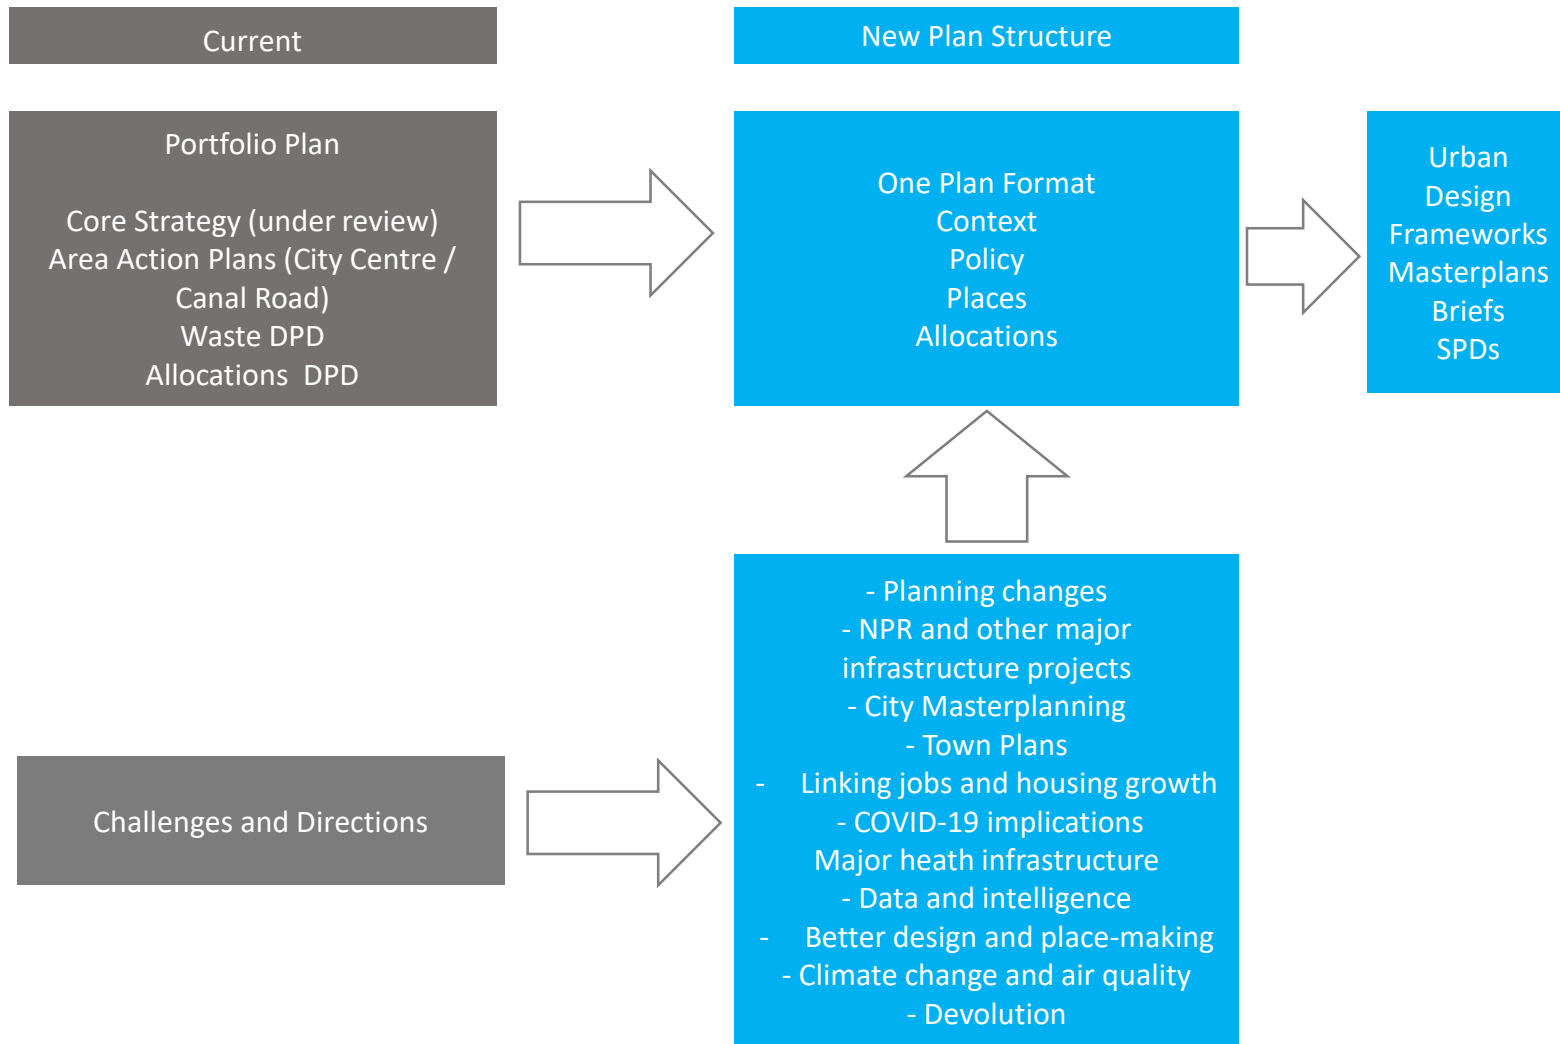 Current
New Plan Structure
Portfolio Plan
Core Strategy (under review)
Area Action Plans (City Centre /
Canal Road)
Waste DPD
Allocations DPD
One Plan Format
Context
Policy
Places
Allocations
Urban
Design
Frameworks
Masterplans
Briefs
SPDs
Challenges and Directions
- Planning changes
- NPR and other major
infrastructure projects
- City Masterplanning
- Town Plans
- Linking jobs and housing growth
- COVID-19 implications
Major heath infrastructure
- Data and intelligence
- Better design and place-making
- Climate change and air quality
- Devolution